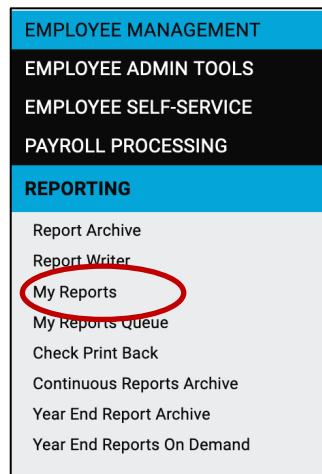 EMPLOYEE MANAGEMENT
EMPLOYEE ADMIN TOOLS
EMPLOYEE SELF-SERVICE
PAYROLL PROCESSING
REPORTING
Report Archive
Report Writer
My Reports
My Reports Queue
Check Print Back
Continuous Reports Archive
Year End Report Archive
Year End Reports On Demand